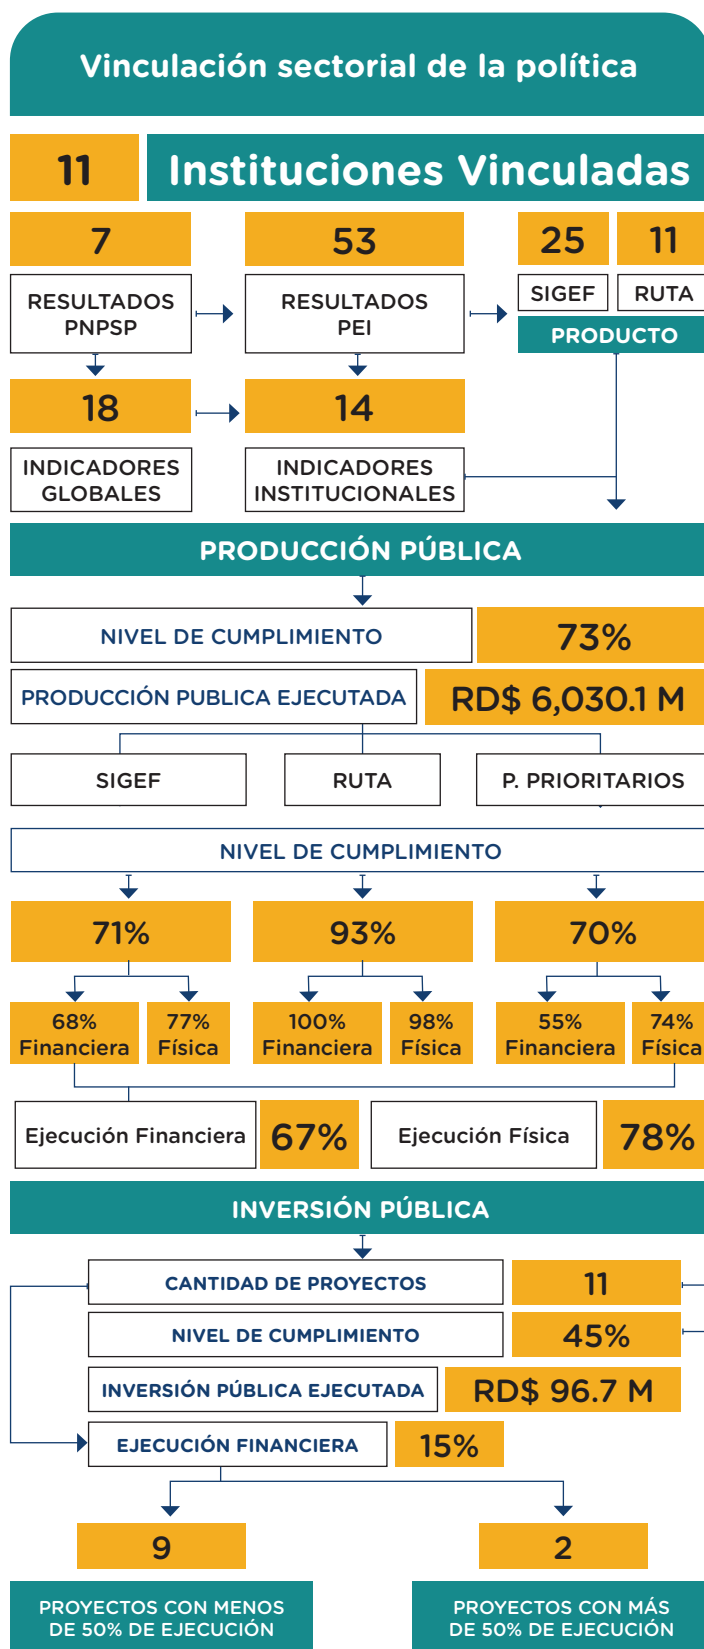 Vinculación sectorial de la política
11
Instituciones Vinculadas
7
53
25
11
RESULTADOS
PNPSP
RESULTADOS
PEI
SIGEF
RUTA
PRODUCTO
18
14
INDICADORES
GLOBALES
INDICADORES
INSTITUCIONALES
PRODUCCIÓN PÚBLICA
NIVEL DE CUMPLIMIENTO
73%
PRODUCCIÓN PUBLICA EJECUTADA
RD$ 6,030.1 M
SIGEF
RUTA
P. PRIORITARIOS
NIVEL DE CUMPLIMIENTO
71%
93%
70%
68%
Financiera
77%
Física
100%
Financiera
98%
Física
55%
Financiera
74%
Física
Ejecución Financiera
67%
Ejecución Física
78%
INVERSIÓN PÚBLICA
CANTIDAD DE PROYECTOS
11
NIVEL DE CUMPLIMIENTO
45%
INVERSIÓN PÚBLICA EJECUTADA
RD$ 96.7 M
EJECUCIÓN FINANCIERA
15%
9
2
PROYECTOS CON MENOS
DE 50% DE EJECUCIÓN
PROYECTOS CON MÁS
DE 50% DE EJECUCIÓN